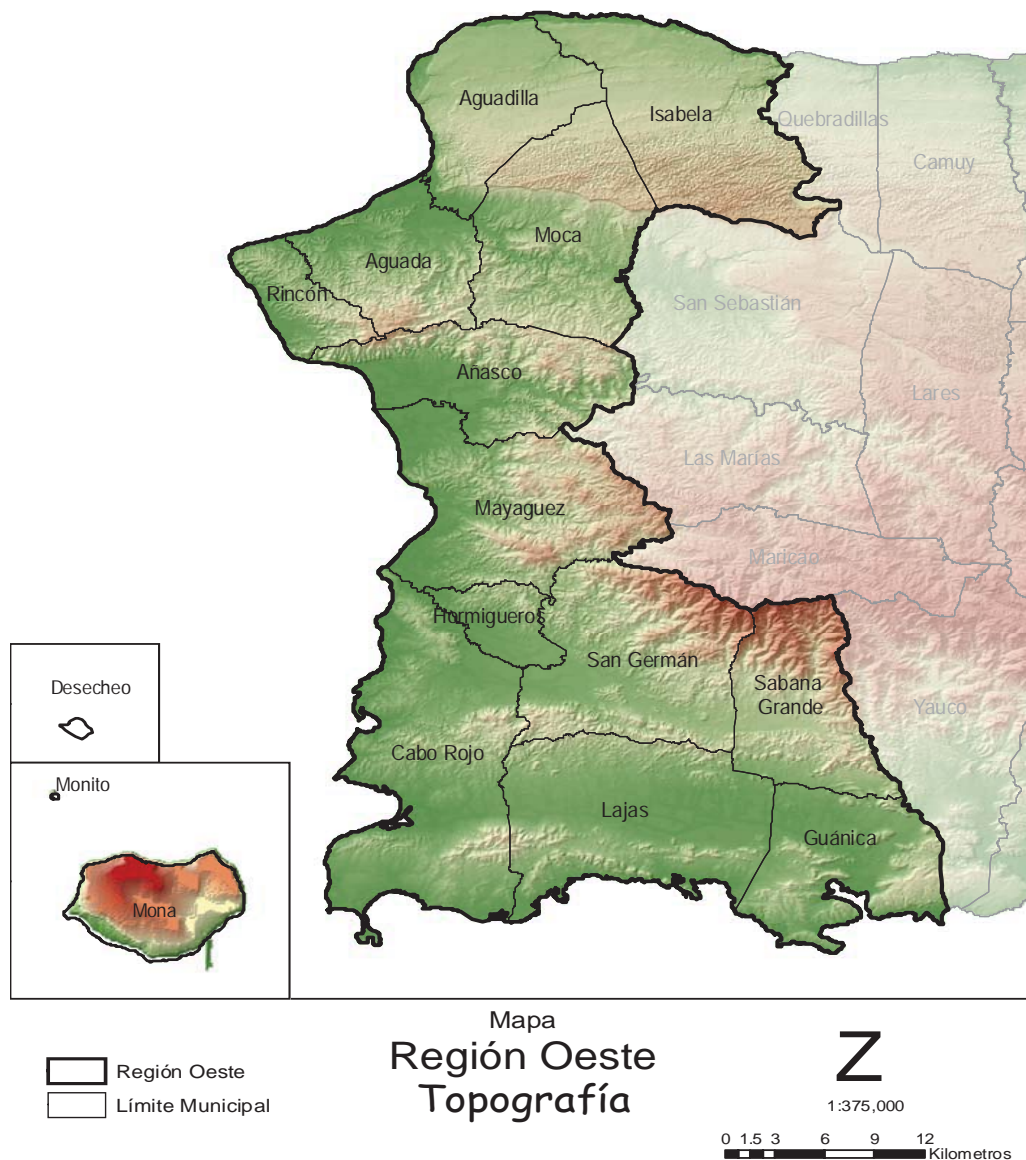 Aguadilla
Isabela
Quebradillas
Camuy
Moca
Aguada
San Sebastián
Rincón
Añasco
Lares
Las Marías
Mayaguez
Maricao
Hormigueros
San Germán
Sabana
Grande
Desecheo
Yauco
Cabo Rojo
Monito
Lajas
Guánica
Mona
Mapa
Región Oeste
Topografía
Región Oeste
Límite Municipal
Z
1:375,000
0 1.5 3 6 9 12
Kilometros